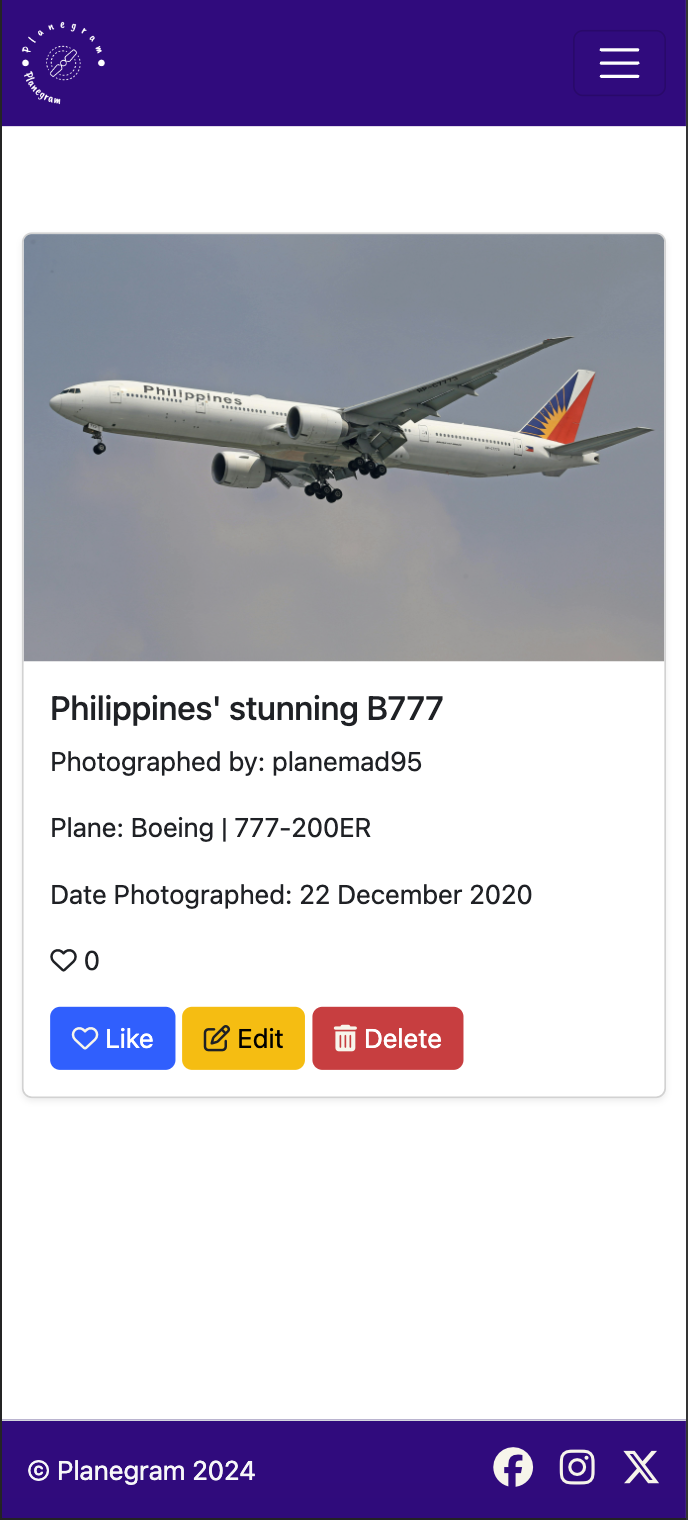 Planegram
Planegram
Philippines
Philippines' stunning B777
Photographed by: planemad95
Plane: Boeing | 777-200ER
Date Photographed: 22 December 2020
0
Like
Edit
Delete
© Planegram 2024